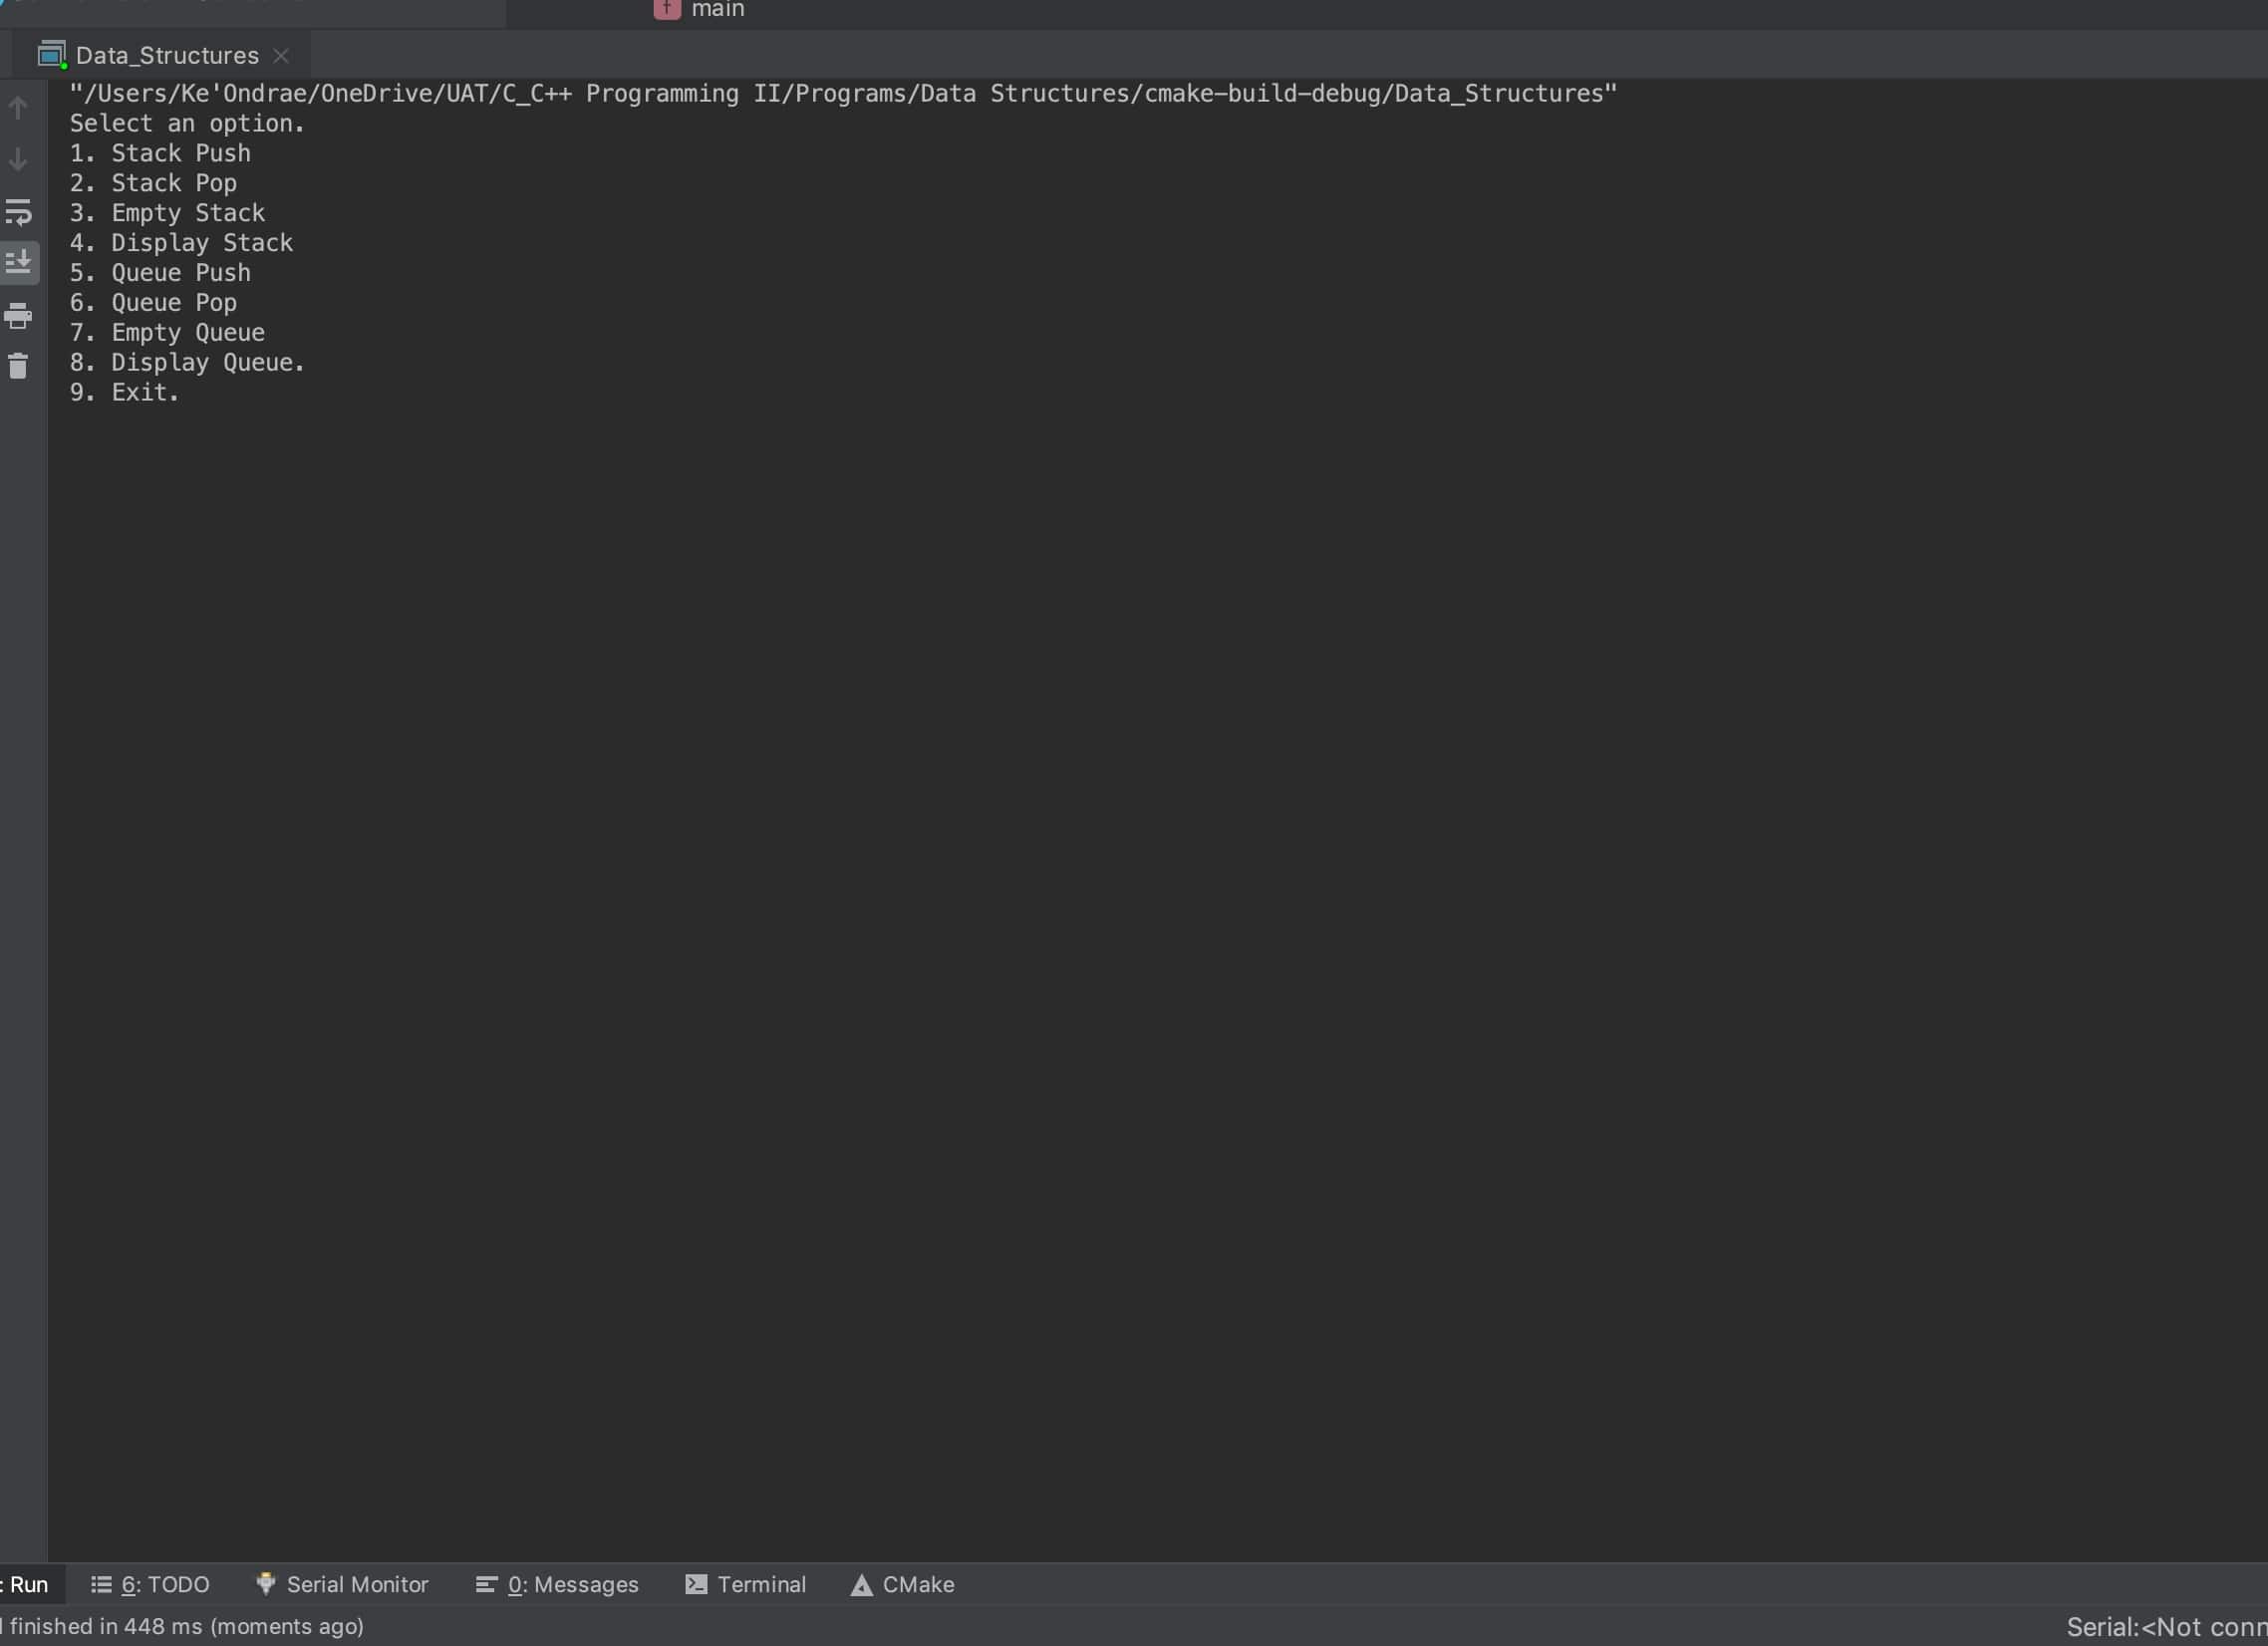 main
Data_Structures
"/Users/Ke'Ondrae/OneDrive/UAT/C_C++ Programming II/Programs/Data Structures/cmake-build-debug/Data_Structures"
Select an option.
1. Stack Push
2. Stack Pop
3. Empty Stack
4. Display Stack
5. Queue Push
6. Queue Pop
7. Empty Queue
8. Display Queue.
9. Exit.
: Run 6: TODO Serial Monitor 0: Messages Terminal CMake
finished in 448 ms (moments ago) Serial:<Not conn